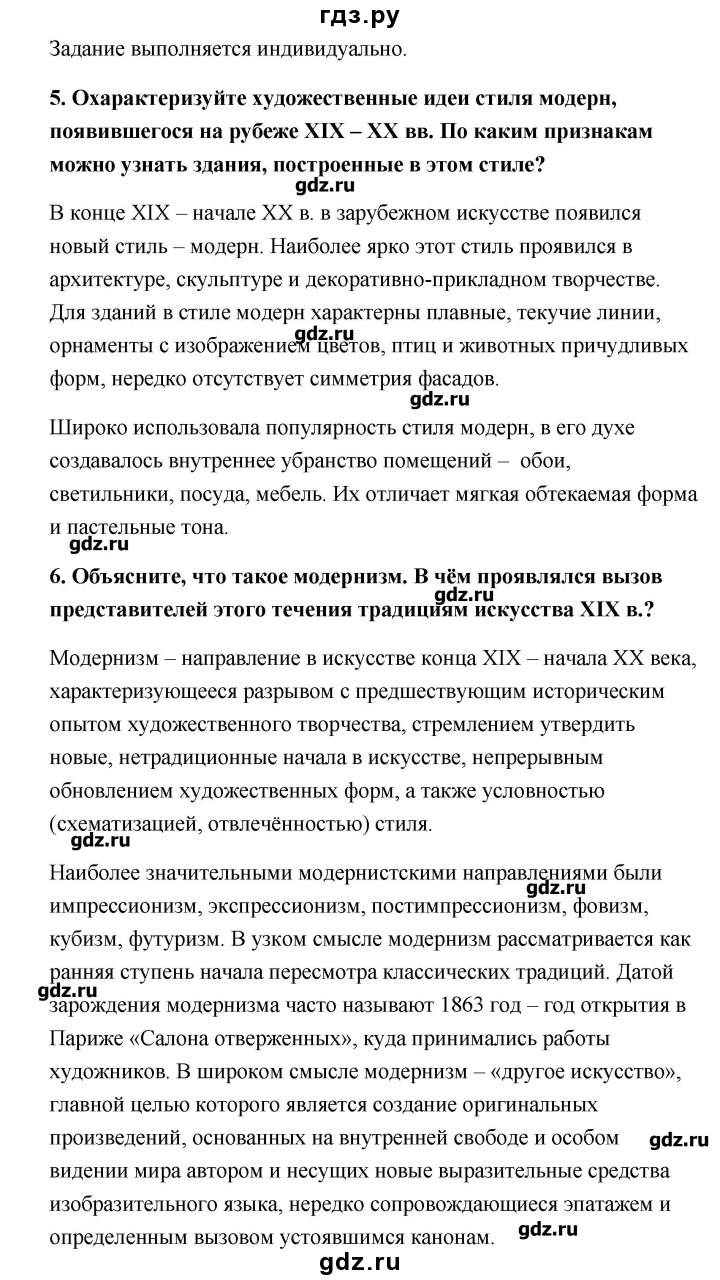 гдз.ру
Задание выполняется индивидуально.
5. Охарактеризуйте художественные идеи стиля модерн,
появившегося на рубеже XIX – XX вв. По каким признакам
можно узнать здания, построенные в этом стиле?
gdz.ru
В конце XIX – начале XX в. в зарубежном искусстве появился
новый стиль – модерн. Наиболее ярко этот стиль проявился в
архитектуре, скульптуре и декоративно-прикладном творчестве.
Для зданий в стиле модерн характерны плавные, текучие линии,
gdz.ru
орнаменты с изображением цветов, птиц и животных причудливых
форм, нередко отсутствует симметрия фасадов.
gdz.ru
Широко использовала популярность стиля модерн, в его духе
создавалось внутреннее убранство помещений – обои,
светильники, посуда, мебель. Их отличает мягкая обтекаемая форма
и пастельные тона.
gdz.ru
6. Объясните, что такое модернизм. В чём проявлялся вызов
gdz.ru
представителей этого течения традициям искусства XIX в.?
Модернизм – направление в искусстве конца XIX – начала XX века,
характеризующееся разрывом с предшествующим историческим
опытом художественного творчества, стремлением утвердить
новые, нетрадиционные начала в искусстве, непрерывным
обновлением художественных форм, а также условностью
(схематизацией, отвлечённостью) стиля.
gdz.ru
Наиболее значительными модернистскими направлениями были
gdz.ru
импрессионизм, экспрессионизм, постимпрессионизм, фовизм,
кубизм, футуризм. В узком смысле модернизм рассматривается как
ранняя ступень начала пересмотра классических традиций. Датой
gdz.ru
зарождения модернизма часто называют 1863 год – год открытия в
Париже «Салона отверженных», куда принимались работы
художников. В широком смысле модернизм – «другое искусство»,
главной целью которого является создание оригинальных
произведений, основанных на внутренней свободе и особом
gdz.ru
видении мира автором и несущих новые выразительные средства
изобразительного языка, нередко сопровождающиеся эпатажем и
определенным вызовом устоявшимся канонам.
gdz.ru
gdz.ru